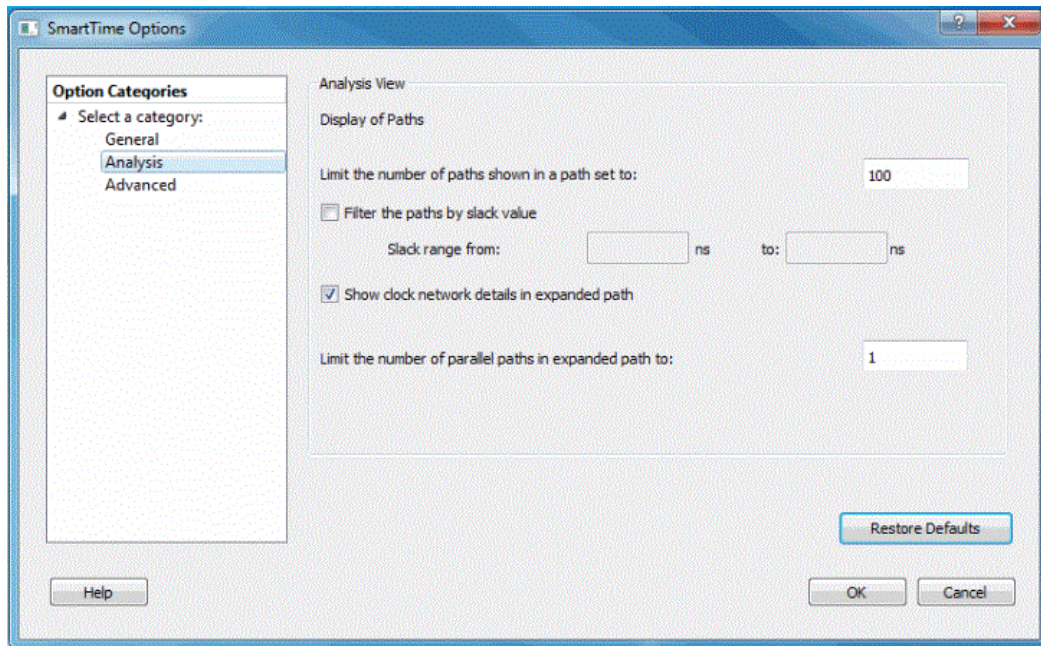 SmartTime Options
Option Categories
Select a category:
General
Analysis
Advanced
Analysis View
Display of Paths
Limit the number of paths shown in a path set to: 100
Filter the paths by slack value
Slack range from: ns to: ns
Show clock network details in expanded path
Limit the number of parallel paths in expanded path to: 1
Restore Defaults
Help OK Cancel